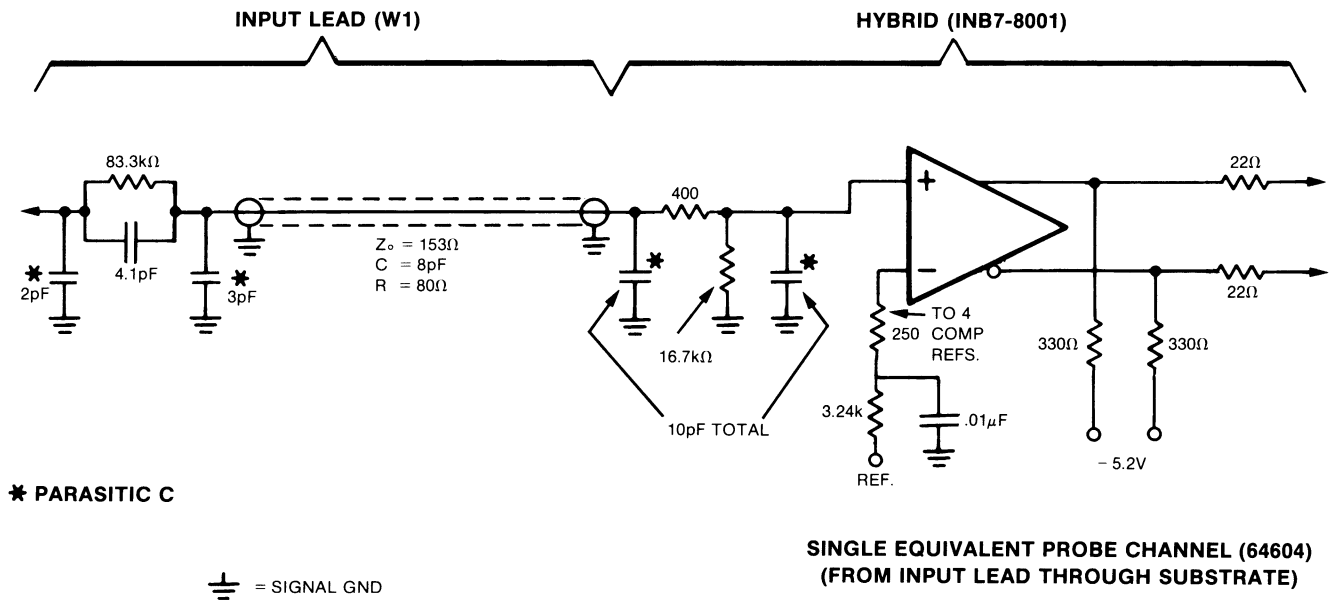 INPUT LEAD (W1)
HYBRID (INB7-8001)
83.3kΩ
4.1pF
* 2pF
* 3pF
Zo = 153Ω
C = 8pF
R = 80Ω
400
*
*
16.7kΩ
10pF TOTAL
+
−
250
TO 4
COMP
REFS.
3.24k
.01μF
REF.
22Ω
22Ω
330Ω
330Ω
− 5.2V
* PARASITIC C
= SIGNAL GND
SINGLE EQUIVALENT PROBE CHANNEL (64604)
(FROM INPUT LEAD THROUGH SUBSTRATE)